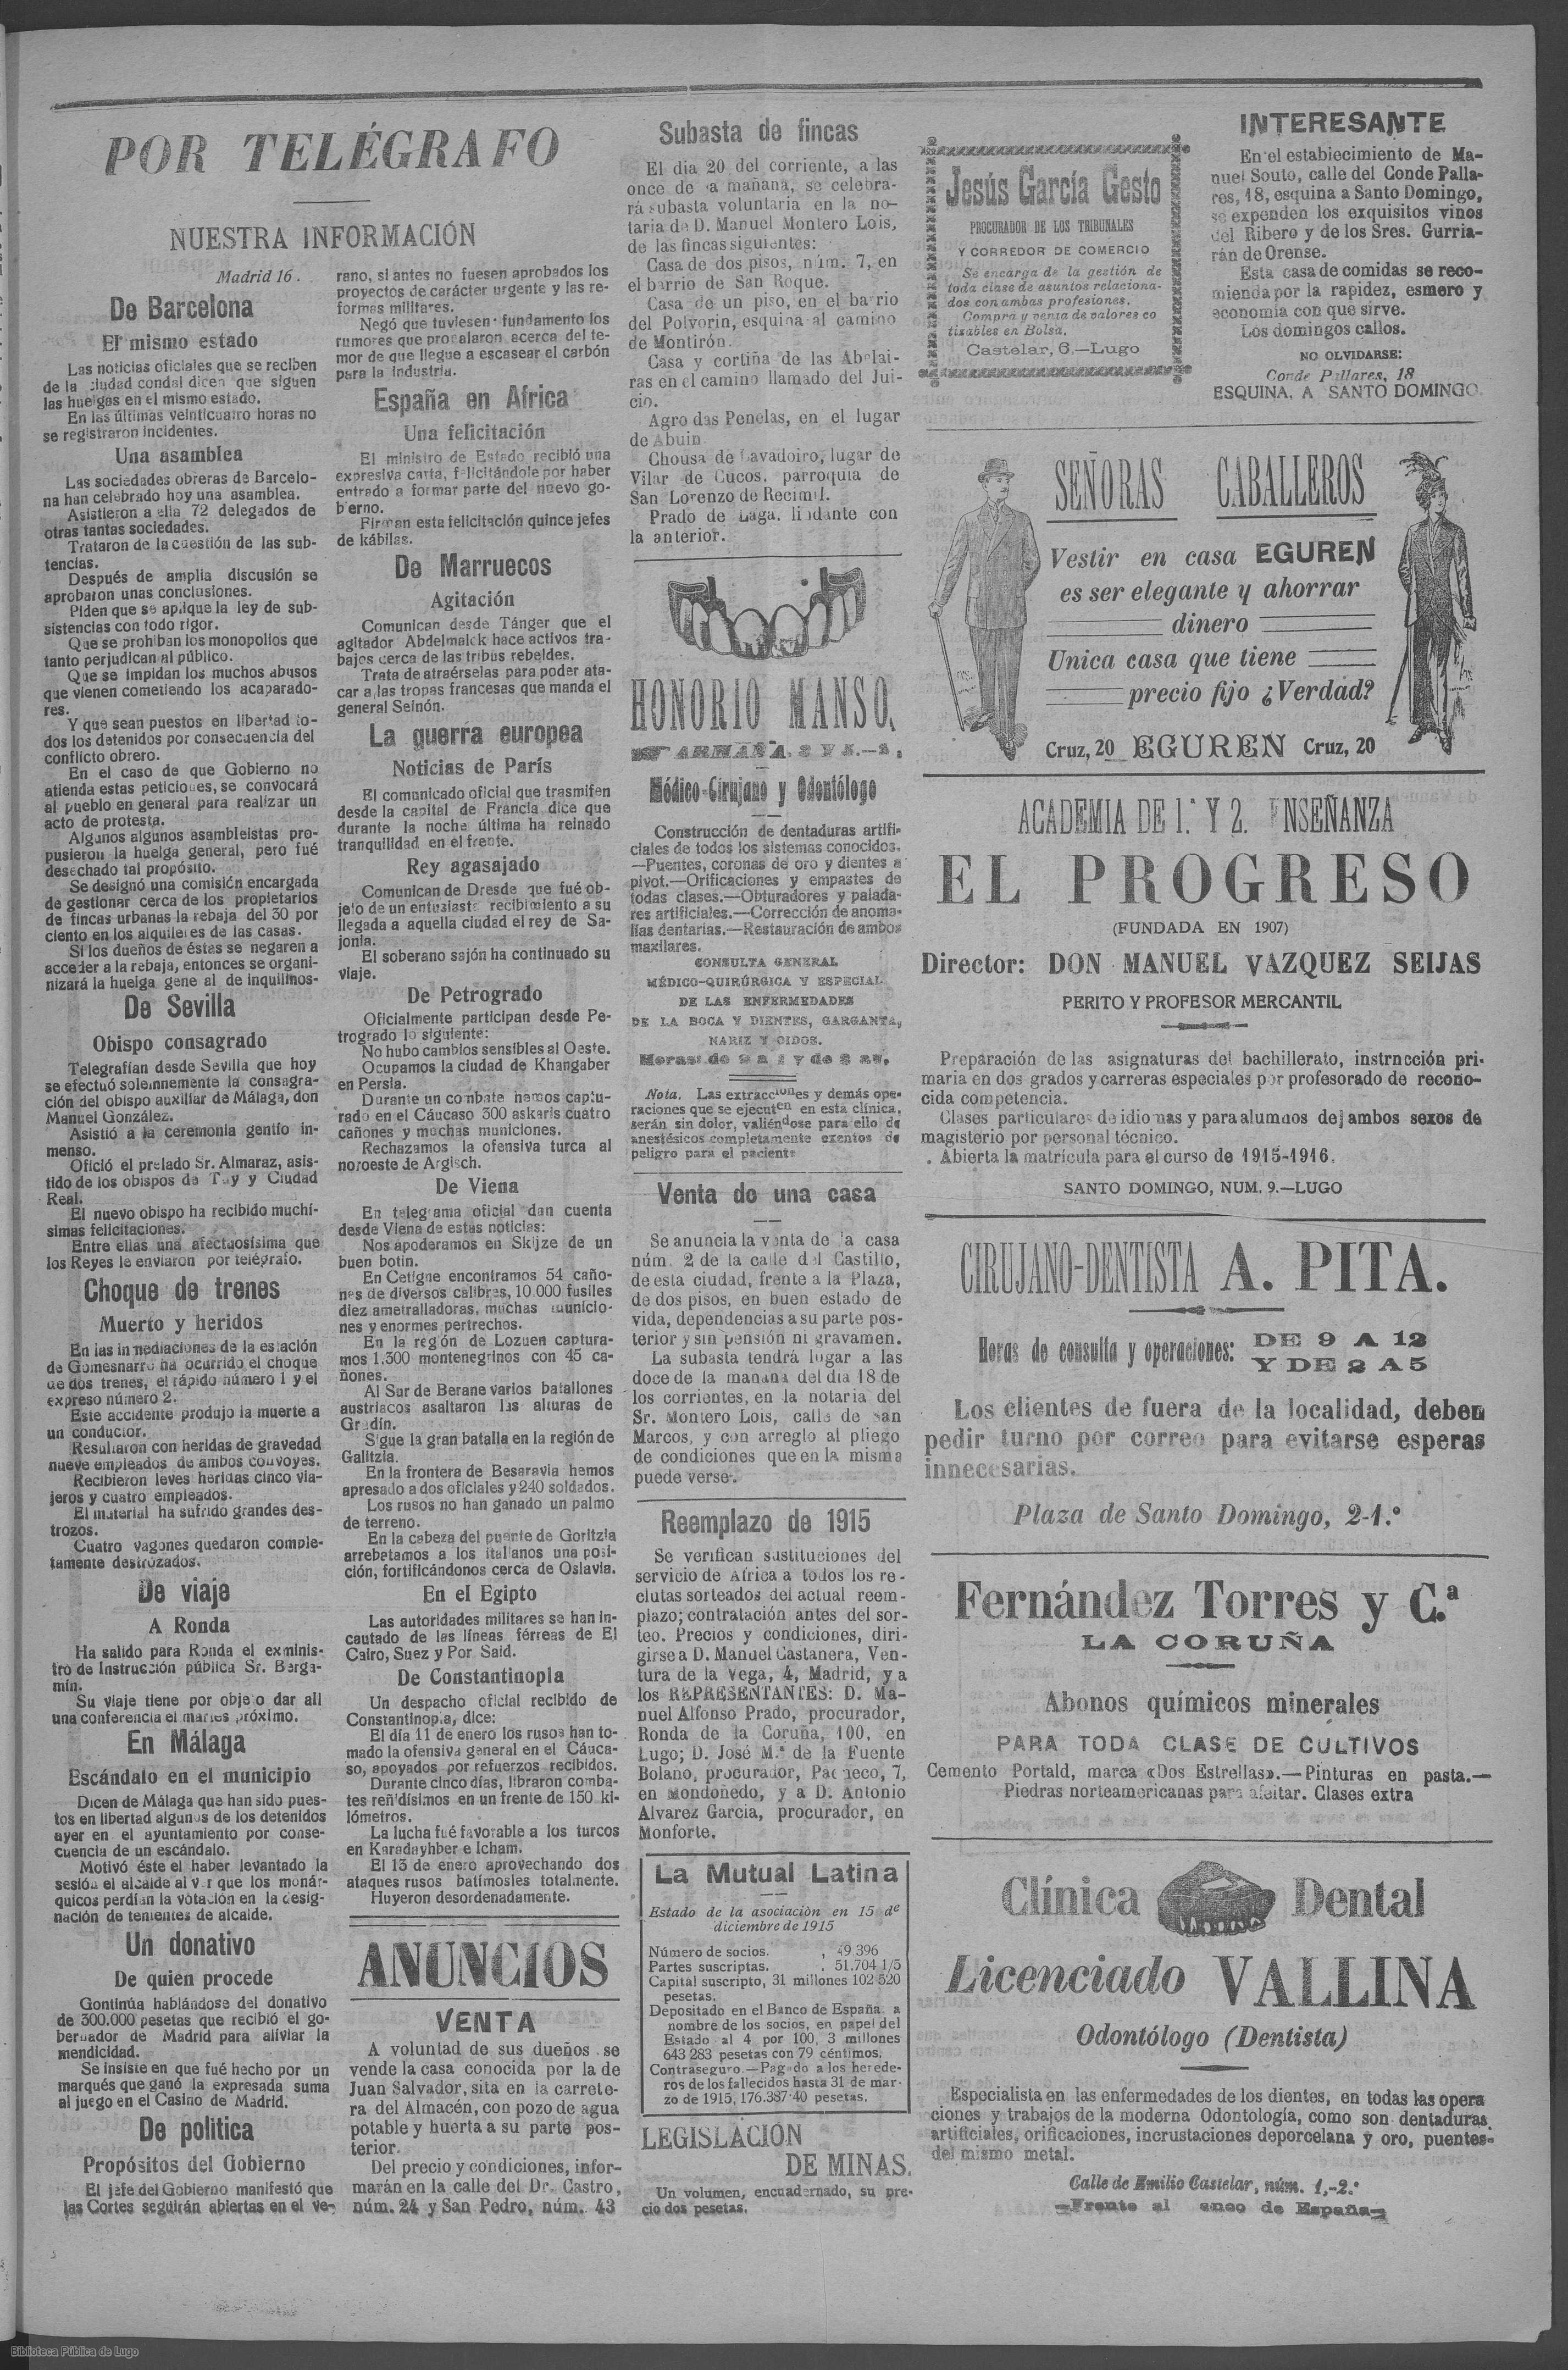 POR TELÉGRAFO
NUESTRA INFORMACIÓN
Madrid 16.
De Barcelona
El mismo estado
Las noticias oficiales que se reciben
de la ciudad condal dicen que siguen
las huelgas en el mismo estado.
En las últimas veinticuatro horas no
se registraron incidentes.
Una asamblea
Las sociedades obreras de Barcelo-
na han celebrado hoy una asamblea.
Asistieron a ella 72 delegados de
otras tantas sociedades.
Trataron de la cuestión de las sub-
tencias.
Después de amplia discusión se
aprobaron unas conclusiones.
Piden que se aplique la ley de sub-
sistencias con todo rigor.
Que se prohiban los monopolios que
tanto perjudican al público.
Que se impidan los muchos abusos
que vienen cometiendo los acaparado-
res.
Y que sean puestos en libertad to-
dos los detenidos por consecuencia del
conflicto obrero.
En el caso de que Gobierno no
atienda estas peticiones, se convocará
al pueblo en general para realizar un
acto de protesta.
Algunos algunos asambleistas pro-
pusieron la huelga general, pero fué
desechado tal propósito.
Se designó una comisión encargada
de gestionar cerca de los propietarios
de fincas urbanas la rebaja del 30 por
ciento en los alquileres de las casas.
Si los dueños de éstas se negaren a
acceder a la rebaja, entonces se organi-
nizará la huelga gene al de inquilinos-
De Sevilla
Obispo consagrado
Telegrafían desde Sevilla que hoy
se efectuó solemnemente la consagra-
ción del obispo auxiliar de Málaga, don
Manuel González.
Asistió a la ceremonia gentío in-
menso.
Ofició el prelado Sr. Almaraz, asis-
tido de los obispos de Tuy y Ciudad
Real.
El nuevo obispo ha recibido muchí-
simas felicitaciones.
Entre ellas una afectuosísima que
los Reyes le enviaron por telégrafo.
Choque de trenes
Muerto y heridos
En las inmediaciones de la estación
de Gomesnarro ha ocurrido el choque
de dos trenes, el rápido número 1 y el
expreso número 2.
Este accidente produjo la muerte a
un conductor.
Resultaron con heridas de gravedad
nueve empleados de ambos convoyes.
Recibieron leves heridas cinco via-
jeros y cuatro empleados.
El material ha sufrido grandes des-
trozos.
Cuatro vagones quedaron comple-
tamente destrozados.
De viaje
A Ronda
Ha salido para Ronda el exminis-
tro de Instrucción pública Sr. Berga-
mín.
Su viaje tiene por objeto dar allí
una conferencia el martes próximo.
En Málaga
Escándalo en el municipio
Dicen de Málaga que han sido pues-
tos en libertad algunos de los detenidos
ayer en el ayuntamiento por conse-
cuencia de un escándalo.
Motivó éste el haber levantado la
sesión el alcalde al v r que los monár-
quicos perdían la votación en la desig-
nación de tenientes de alcalde.
Un donativo
De quien procede
Gontinúa hablándose del donativo
de 300.000 pesetas que recibió el go-
bernador de Madrid para aliviar la
mendicidad.
Se insiste en que fué hecho por un
marqués que ganó la expresada suma
al juego en el Casino de Madrid.
De politica
Propósitos del Gobierno
El jefe del Gobierno manifestó que
las Cortes seguirán abiertas en el ve-
rano, si antes no fuesen aprobados los
proyectos de carácter urgente y las re-
formas militares.
Negó que tuviesen fundamento los
rumores que propalaron acerca del te-
mor de que llegue a escasear el carbón
para la industria.
España en Africa
Una felicitación
El ministro de Estado recibió una
expresiva carta, felicitándole por haber
entrado a formar parte del nuevo go-
bierno.
Firman esta felicitación quince jefes
de kábilas.
De Marruecos
Agitación
Comunican desde Tánger que el
agitador Abdelmalek hace activos tra-
bajos cerca de las tribus rebeldes.
Trata de atraérselas para poder ata-
car a las tropas francesas que manda el
general Seinón.
La guerra europea
Noticias de París
El comunicado oficial que trasmiten
desde la capital de Francia dice que
durante la noche última ha reinado
tranquilidad en el frente.
Rey agasajado
Comunican de Dresde que fué ob-
jeto de un entusiasta recibimiento a su
llegada a aquella ciudad el rey de Sa-
jonia.
El soberano sajón ha continuado su
viaje.
De Petrogrado
Oficialmente participan desde Pe-
trogrado lo siguiente:
No hubo cambios sensibles al Oeste.
Ocupamos la ciudad de Khangaber
en Persia.
Durante un combate hemos captu-
rado en el Cáucaso 300 askaris cuatro
cañones y muchas municiones.
Rechazamos la ofensiva turca al
noroeste de Argisch.
De Viena
En telegrama oficial dan cuenta
desde Viena de estas noticias:
Nos apoderamos en Skijze de un
buen botín.
En Cetigne encontramos 54 caño-
nes de diversos calibres, 10.000 fusiles
diez ametralladoras, muchas municio-
nes y enormes pertrechos.
En la región de Lozuen captura-
mos 1.300 montenegrinos con 45 ca-
ñones.
Al Sur de Berane varios batallones
austriacos asaltaron las alturas de
Gradín.
Sigue la gran batalla en la región de
Galitzia.
En la frontera de Besaravia hemos
apresado a dos oficiales y 240 soldados.
Los rusos no han ganado un palmo
de terreno.
En la cabeza del puente de Goritzia
arrebatamos a los italianos una posi-
ción, fortificándonos cerca de Oslavia.
En el Egipto
Las autoridades militares se han in-
cautado de las líneas férreas de El
Cairo, Suez y Por Said.
De Constantinopla
Un despacho oficial recibido de
Constantinopla, dice:
El día 11 de enero los rusos han to-
mado la ofensiva general en el Cáuca-
so, apoyados por refuerzos recibidos.
Durante cinco días, libraron comba-
tes reñidísimos en un frente de 150 ki-
lómetros.
La lucha fué favorable a los turcos
en Karadayhber e Icham.
El 13 de enero aprovechando dos
ataques rusos batímosles totalmente.
Huyeron desordenadamente.
ANUNCIOS
VENTA
A voluntad de sus dueños se
vende la casa conocida por la de
Juan Salvador, sita en la carrete-
ra del Almacén, con pozo de agua
potable y huerta a su parte pos-
terior.
Del precio y condiciones, infor-
marán en la calle del Dr. Castro,
núm. 24 y San Pedro, núm. 43
Subasta de fincas
El día 20 del corriente, a las
once de la mañana, se celebra-
rá subasta voluntaria en la no-
taria de D. Manuel Montero Lois,
de las fincas siguientes:
Casa de dos pisos, núm. 7, en
el barrio de San Roque.
Casa de un piso, en el barrio
del Polvorin, esquina al camino
de Montirón.
Casa y cortiña de las Abelai-
ras en el camino llamado del Jui-
cio.
Agro das Penelas, en el lugar
de Abuin
Chousa de Lavadoiro, lugar de
Vilar de Cucos, parroquia de
San Lorenzo de Recimil.
Prado de Laga, lindante con
la anterior.
HONORIO MANSO,
ARMAÑÁ, 3 Y 5.—
Médico-Cirujano y Odontólogo
Construcción de dentaduras artifi-
ciales de todos los sistemas conocidos.
—Puentes, coronas de oro y dientes a
pivot.—Orificaciones y empastes de
todas clases.—Obturadores y palada-
res artificiales.—Corrección de anoma-
lías dentarias.—Restauración de ambos
maxilares.
CONSULTA GENERAL
MÉDICO-QUIRÚRGICA Y ESPECIAL
DE LAS ENFERMEDADES
DE LA BOCA Y DIENTES, GARGANTA,
NARIZ Y OIDOS.
Horas: de 9 a 1 y de 3 a
Nota. Las extracciones y demás ope-
raciones que se ejecuten en esta clínica,
serán sin dolor, valiéndose para ello de
anestésicos completamente exentos de
peligro para el paciente
Venta de una casa
Se anuncia la venta de la casa
núm. 2 de la calle del Castillo,
de esta ciudad, frente a la Plaza,
de dos pisos, en buen estado de
vida, dependencias a su parte pos-
terior y sin pensión ni gravamen.
La subasta tendrá lugar a las
doce de la mañana del día 18 de
los corrientes, en la notaria del
Sr. Montero Lois, calle de San
Marcos, y con arreglo al pliego
de condiciones que en la misma
puede verse.
Reemplazo de 1915
Se verifican sustituciones del
servicio de Africa a todos los re-
clutas sorteados del actual reem-
plazo; contratación antes del sor-
teo. Precios y condiciones, diri-
girse a D. Manuel Castanera, Ven-
tura de la Vega, 4, Madrid, y a
los REPRESENTANTES: D. Ma-
nuel Alfonso Prado, procurador,
Ronda de la Coruña, 100, en
Lugo; D. José M.ª de la Fuente
Bolaño, procurador, Pacheco, 7,
en Mondoñedo, y a D. Antonio
Alvarez Garcia, procurador, en
Monforte.
La Mutual Latina
Estado de la asociación en 15 de
diciembre de 1915
Número de socios. , 49.396
Partes suscriptas. , 51.704 1/5
Capital suscripto, 31 millones 102 520
pesetas.
Depositado en el Banco de España, a
nombre de los socios, en papel del
Estado al 4 por 100, 3 millones
643 283 pesetas con 79 céntimos.
Contraseguro.—Pagado a los herede-
ros de los fallecidos hasta 31 de mar-
zo de 1915, 176.387'40 pesetas.
LEGISLACIÓN
DE MINAS.
Un volumen, encuadernado, su pre-
cio dos pesetas.
Jesús García Gesto
PROCURADOR DE LOS TRIBUNALES
Y CORREDOR DE COMERCIO
Se encarga de la gestión de
toda clase de asuntos relaciona-
dos con ambas profesiones.
Compra y venta de valores co
tizables en Bolsa.
Castelar, 6.—Lugo
INTERESANTE
En el estabiecimiento de Ma-
nuel Souto, calle del Conde Palla-
res, 18, esquina a Santo Domingo,
se expenden los exquisitos vinos
del Ribero y de los Sres. Gurria-
rán de Orense.
Esta casa de comidas se reco-
mienda por la rapidez, esmero y
economía con que sirve.
Los domingos callos.
NO OLVIDARSE:
Conde Pallares, 18
ESQUINA A SANTO DOMINGO.
SEÑORAS CABALLEROS
Vestir en casa EGUREN
es ser elegante y ahorrar
dinero
Unica casa que tiene
precio fijo ¿Verdad?
Cruz, 20 EGUREN Cruz, 20
ACADEMIA DE 1.ª Y 2. ENSEÑANZA
EL PROGRESO
(FUNDADA EN 1907)
Director: DON MANUEL VAZQUEZ SEIJAS
PERITO Y PROFESOR MERCANTIL
Preparación de las asignaturas del bachillerato, instrncción pri-
maria en dos grados y carreras especiales por profesorado de recono-
cida competencia.
Clases particulares de idiomas y para alumnos dej ambos sexos de
magisterio por personal técnico.
Abierta la matrícula para el curso de 1915-1916.
SANTO DOMINGO, NUM. 9.—LUGO
CIRUJANO-DENTISTA A. PITA.
Horas de consulta y operaciones: DE 9 A 12
Y DE 2 A 5
Los clientes de fuera de la localidad, deben
pedir turno por correo para evitarse esperas
innecesarias.
Plaza de Santo Domingo, 2-1.º
Fernández Torres y C.ª
LA CORUÑA
Abonos químicos minerales
PARA TODA CLASE DE CULTIVOS
Cemento Portald, marca «Dos Estrellas».—Pinturas en pasta.—
Piedras norteamericanas para afeitar. Clases extra
Clínica Dental
Licenciado VALLINA
Odontólogo (Dentista)
Especialista en las enfermedades de los dientes, en todas las opera
ciones y trabajos de la moderna Odontología, como son dentaduras
artificiales, orificaciones, incrustaciones deporcelana y oro, puentes-
del mismo metal.
Calle de Emilio Castelar, núm. 1,-2.º
—Frente al anco de España—
Biblioteca Pública de Lugo